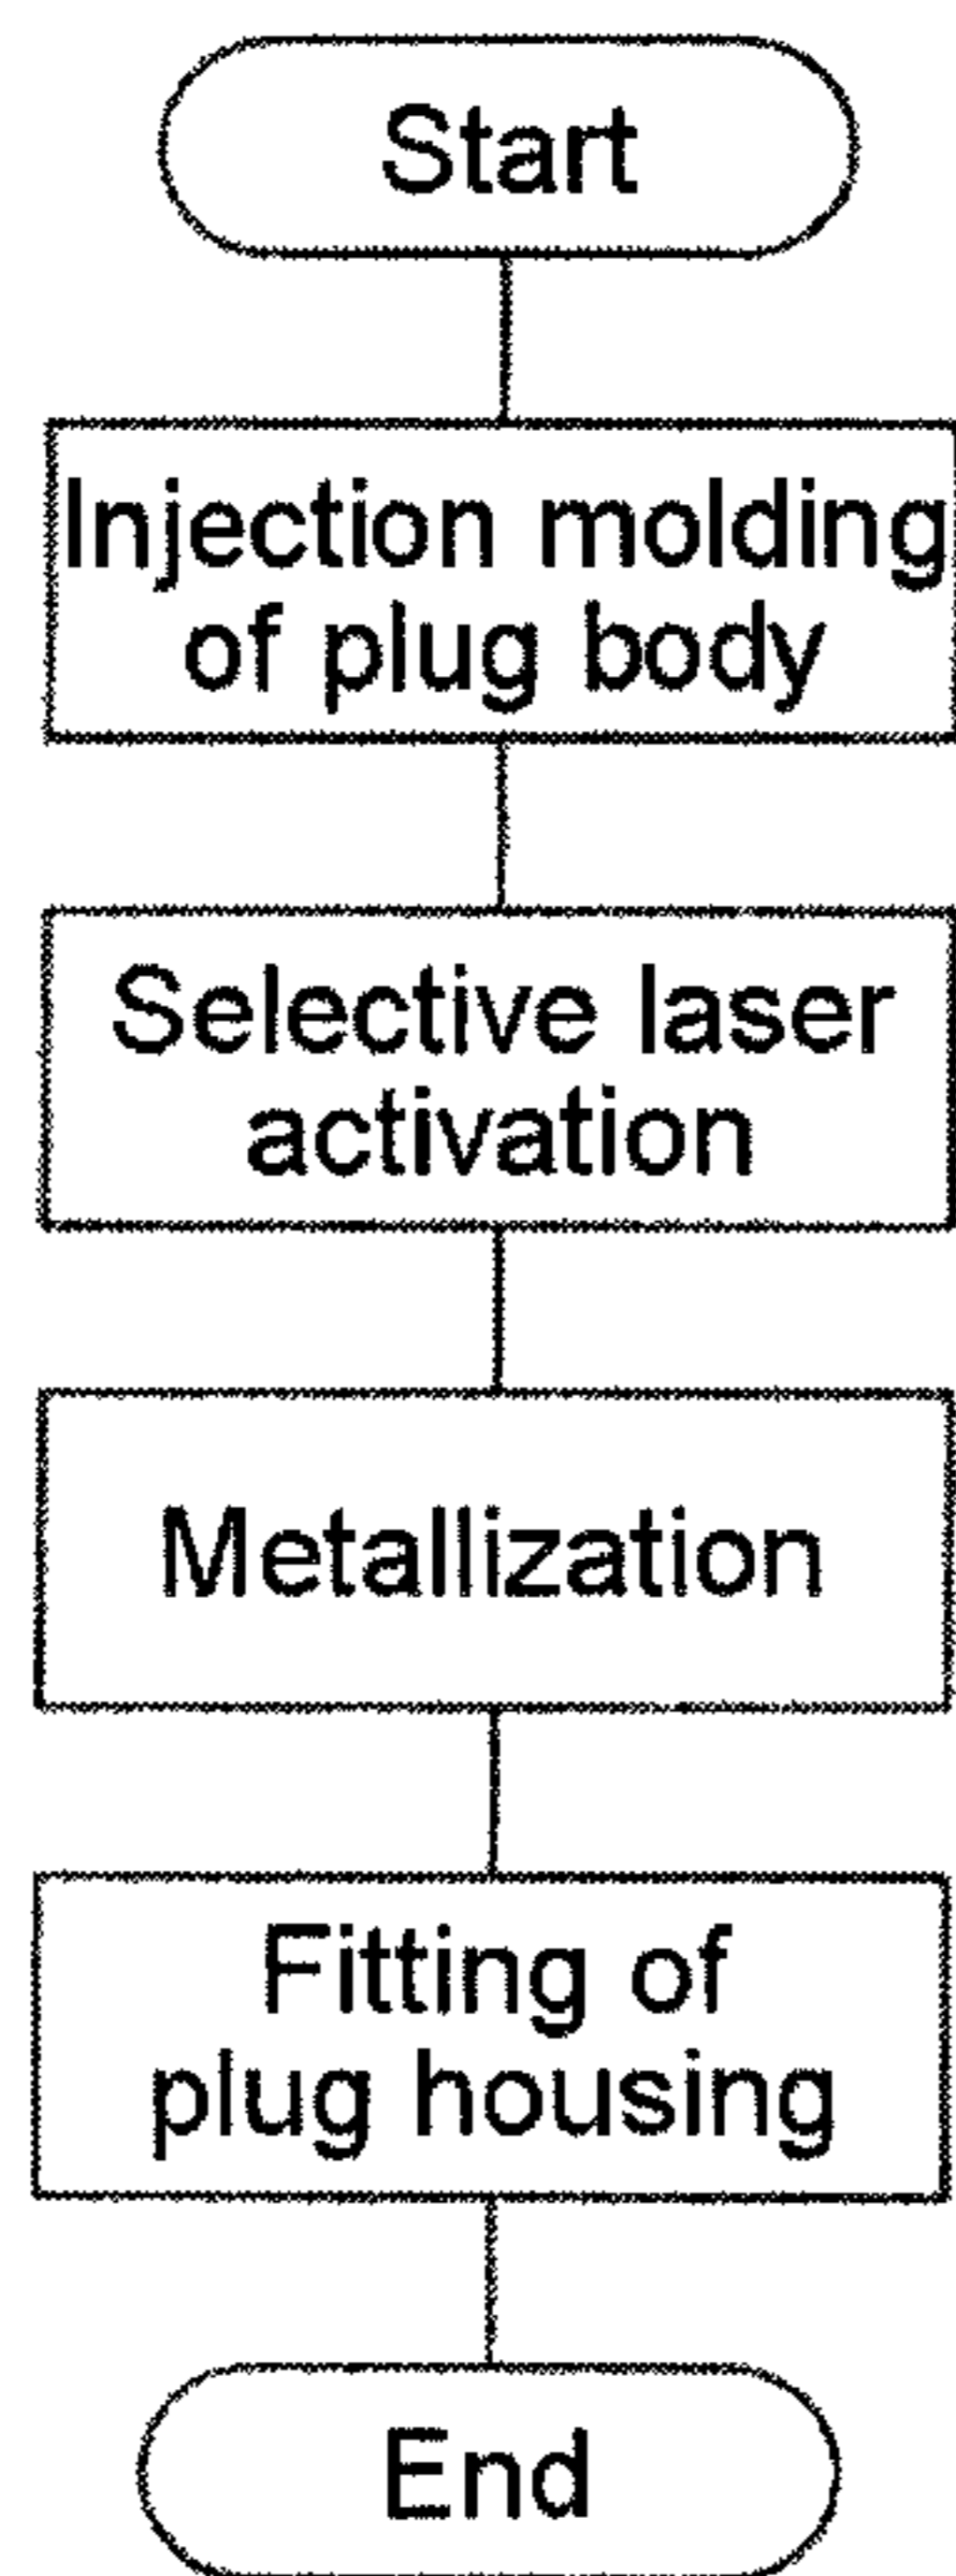 Start
Injection molding
of plug body
Selective laser
activation
Metallization
Fitting of
plug housing
End